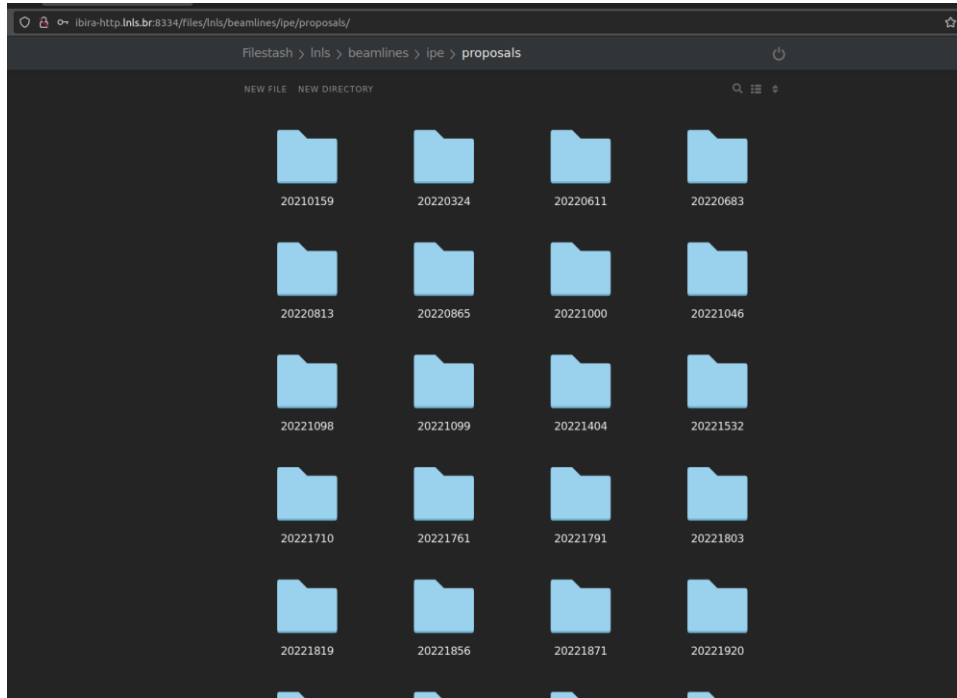 ibira-http.lnls.br:8334/files/lnls/beamlines/ipe/proposals/
Filestash > lnls > beamlines > ipe > proposals
NEW FILE NEW DIRECTORY
20210159 20220324 20220611 20220683
20220813 20220865 20221000 20221046
20221098 20221099 20221404 20221532
20221710 20221761 20221791 20221803
20221819 20221856 20221871 20221920